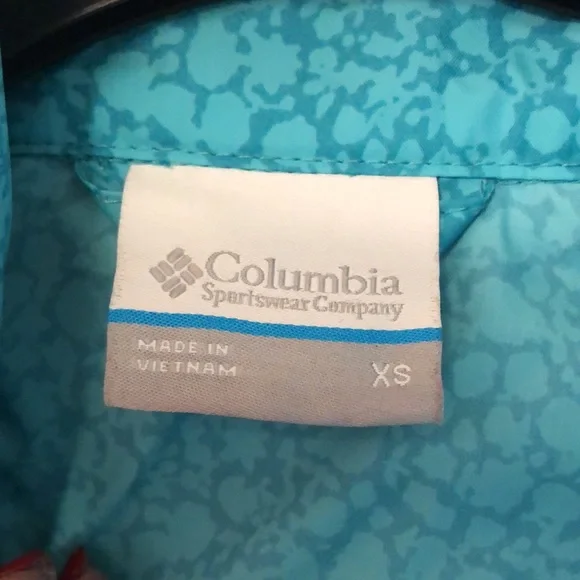 Columbia
Sportswear Company
MADE IN
VIETNAM
XS